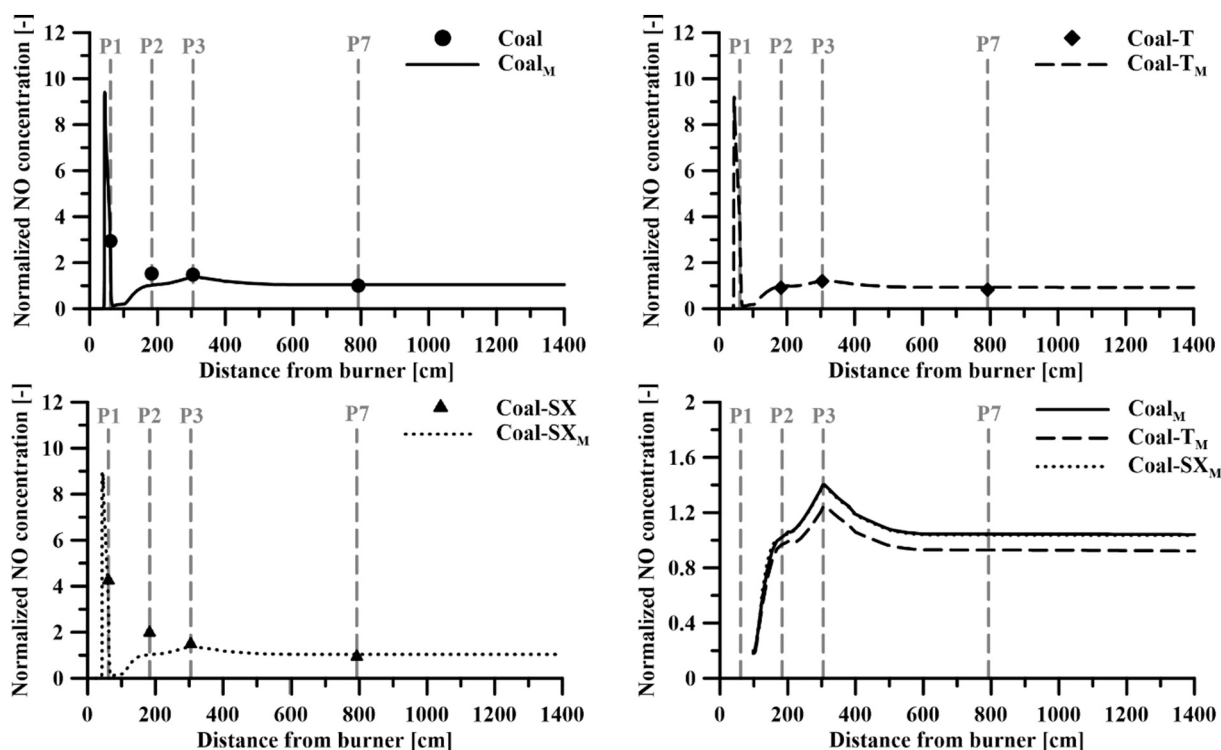 Normalized NO concentration [-]
12
10
8
6
4
2
0
P1 P2 P3 P7
Coal
Coal_M
0 200 400 600 800 1000 1200 1400
Distance from burner [cm]
Normalized NO concentration [-]
12
10
8
6
4
2
0
P1 P2 P3 P7
Coal-T
Coal-T_M
0 200 400 600 800 1000 1200 1400
Distance from burner [cm]
Normalized NO concentration [-]
12
10
8
6
4
2
0
P1 P2 P3 P7
Coal-SX
Coal-SX_M
0 200 400 600 800 1000 1200 1400
Distance from burner [cm]
Normalized NO concentration [-]
2
1.6
1.2
0.8
0.4
0
P1 P2 P3 P7
Coal_M
Coal-T_M
Coal-SX_M
0 200 400 600 800 1000 1200 1400
Distance from burner [cm]